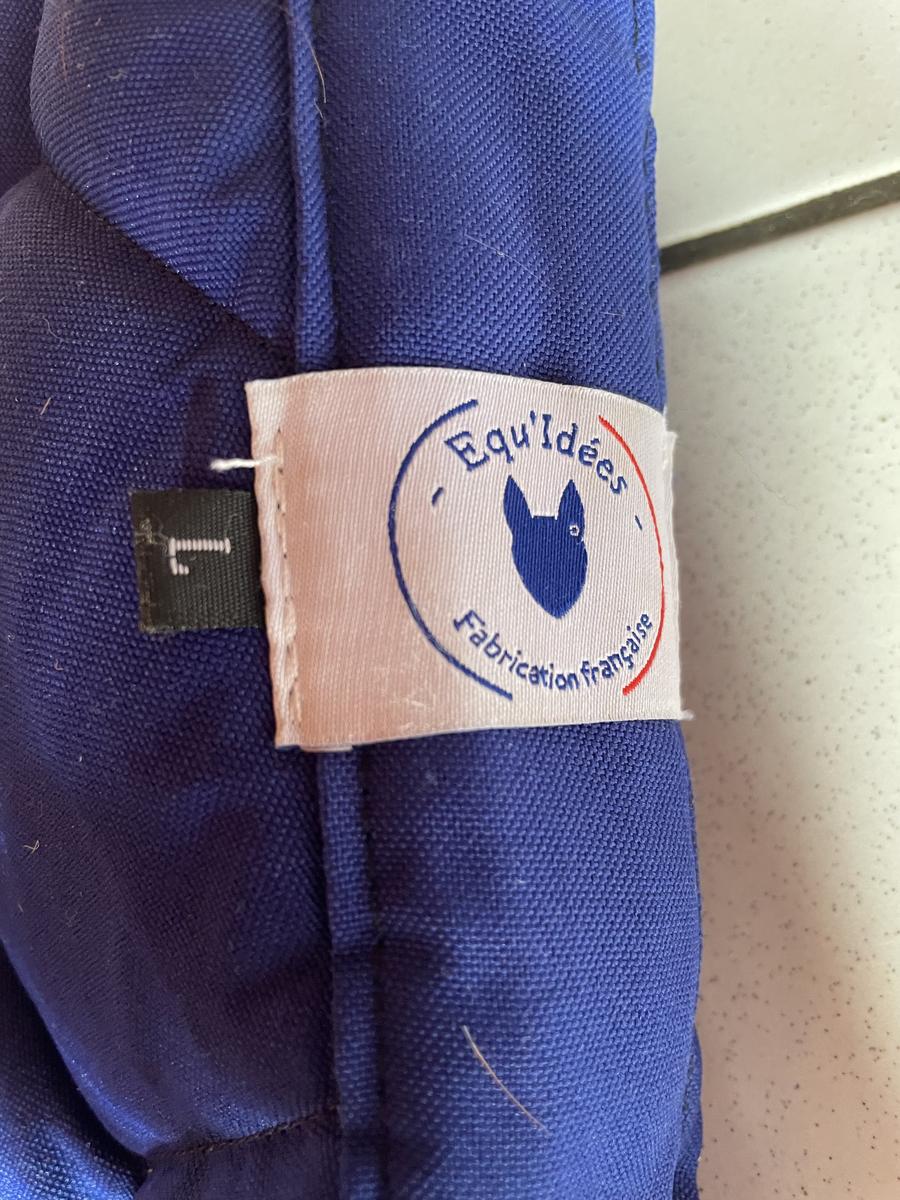 Equ'Idées
Fabrication française
L